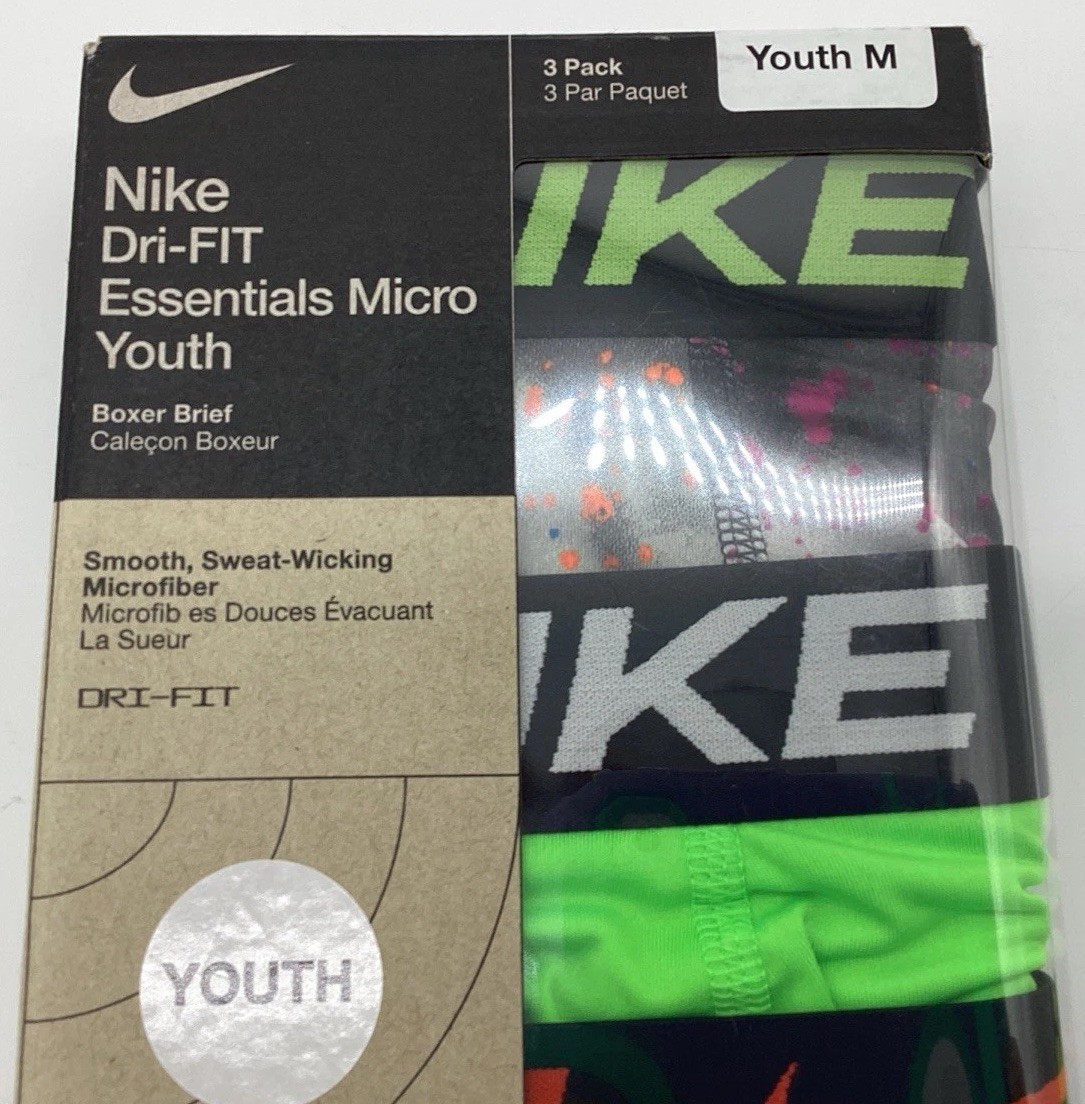 Nike
Dri-FIT
Essentials Micro
Youth
Boxer Brief
Caleçon Boxeur
Smooth, Sweat-Wicking
Microfiber
Microfib es Douces Évacuant
La Sueur
DRI-FIT
YOUTH
3 Pack
3 Par Paquet
Youth M
IKE
IKE